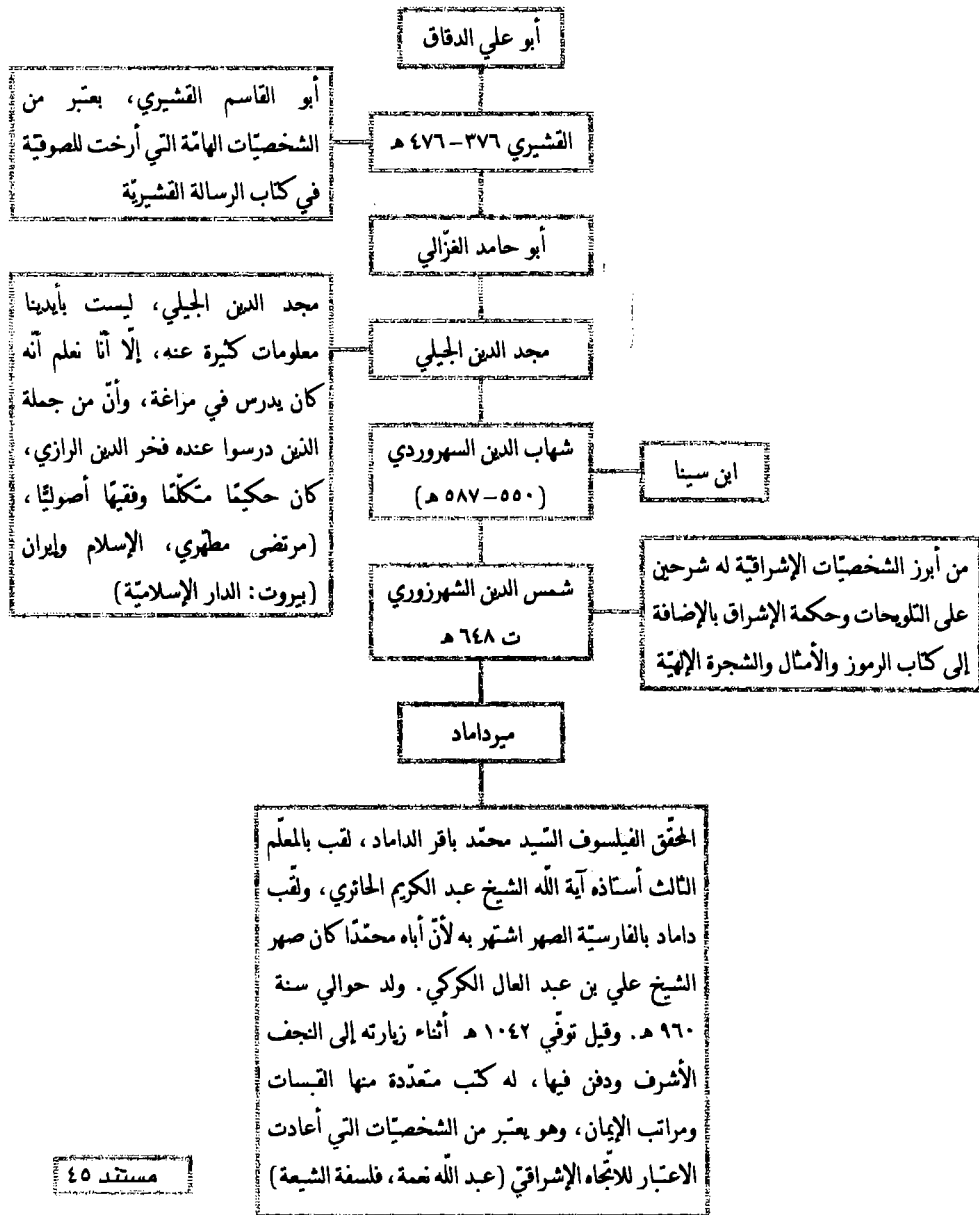 أبو علي الدقاق
القشيري ٣٧٦-٤٧٦ هـ
أبو القاسم القشيري، يعتبر من
الشخصيّات الهامّة التي أرخت للصوفيّة
في كتاب الرسالة القشيريّة
أبو حامد الغزّالي
مجد الدين الجيلي
مجد الدين الجيلي، ليست بأيدينا
معلومات كثيرة عنه، إلّا أنّا نعلم أنّه
كان يدرس في مراغة، وأنّ من جملة
الذين درسوا عنده فخر الدين الرازي،
كان حكيمًا متكلّمًا وفقيهًا أصوليًّا،
(مرتضى مطهّري، الإسلام وإيران
(بيروت: الدار الإسلاميّة)
شهاب الدين السهروردي
(٥٥٠-٥٨٧ هـ)
ابن سينا
شمس الدين الشهرزوري
ت ٦٤٨ هـ
من أبرز الشخصيّات الإشراقيّة له شرحين
على التلويحات وحكمة الإشراق بالإضافة
إلى كتاب الرموز والأمثال والشجرة الإلهيّة
ميرداماد
المحقّق الفيلسوف السّيد محمّد باقر الداماد، لقب بالمعلّم
الثالث أستاذه آية اللّه الشيخ عبد الكريم الحائري، ولقّب
داماد بالفارسيّة الصهر اشتهر به لأنّ أباه محمّدًا كان صهر
الشيخ علي بن عبد العال الكركي. ولد حوالي سنة
٩٦٠ هـ. وقيل توفّي ١٠٤٢ هـ أثناء زيارته إلى النجف
الأشرف ودفن فيها، له كتب متعدّدة منها القبسات
ومراتب الإيمان، وهو يعتبر من الشخصيّات التي أعادت
الاعتبار للاتّجاه الإشراقيّ (عبد اللّه نعمة، فلسفة الشيعة)
مستند ٤٥